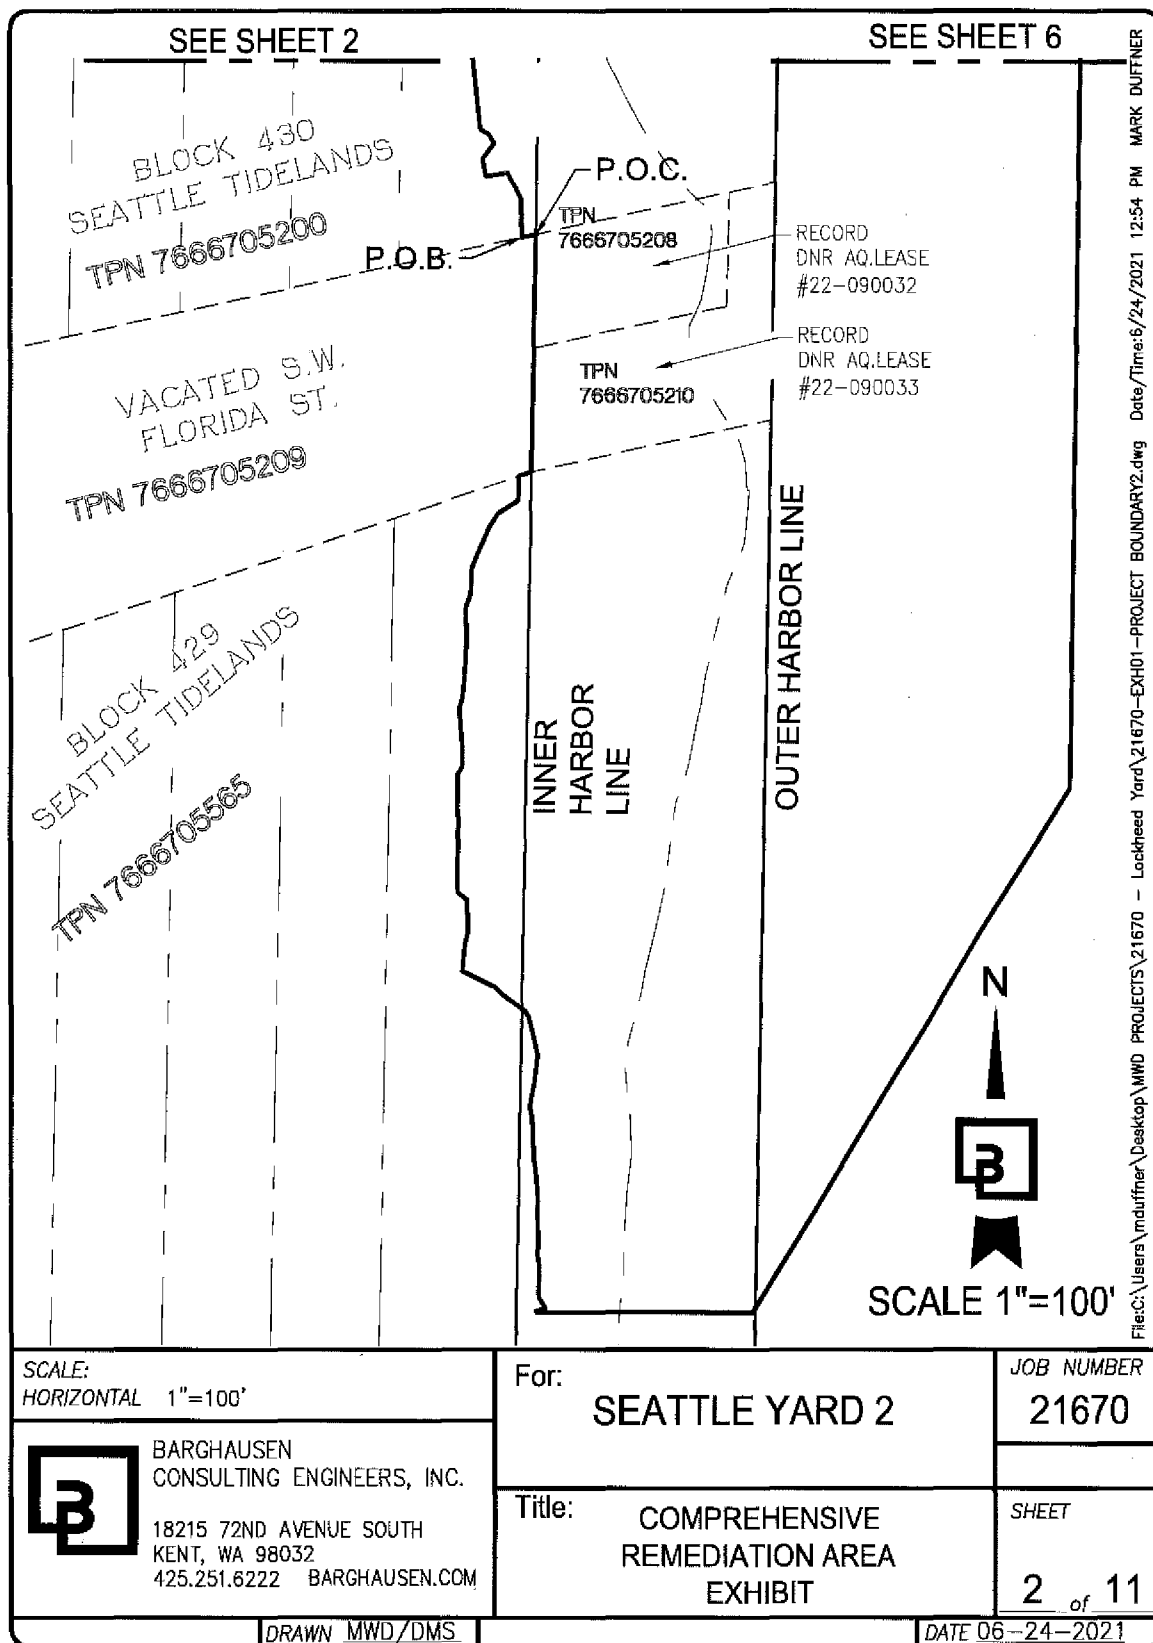 SEE SHEET 2
SEE SHEET 6
BLOCK 430
SEATTLE TIDELANDS
TPN 7666705200
P.O.C.
P.O.B.
TPN
7666705208
RECORD
DNR AQ.LEASE
#22-090032
RECORD
DNR AQ.LEASE
#22-090033
TPN
7666705210
VACATED S.W.
FLORIDA ST.
TPN 7666705209
BLOCK 429
SEATTLE TIDELANDS
TPN 7666705565
INNER
HARBOR
LINE
OUTER HARBOR LINE
N
B
SCALE 1"=100'
File:C:\Users\mduffner\Desktop\MWD PROJECTS\21670 - Lockheed Yard\21670-EXH01-PROJECT BOUNDARY2.dwg Date/Time:6/24/2021 12:54 PM MARK DUFFNER
SCALE:
HORIZONTAL 1"=100'
B
BARGHAUSEN
CONSULTING ENGINEERS, INC.
18215 72ND AVENUE SOUTH
KENT, WA 98032
425.251.6222 BARGHAUSEN.COM
For:
SEATTLE YARD 2
JOB NUMBER
21670
Title:
COMPREHENSIVE
REMEDIATION AREA
EXHIBIT
SHEET
2 of 11
DRAWN MWD/DMS
DATE 06-24-2021